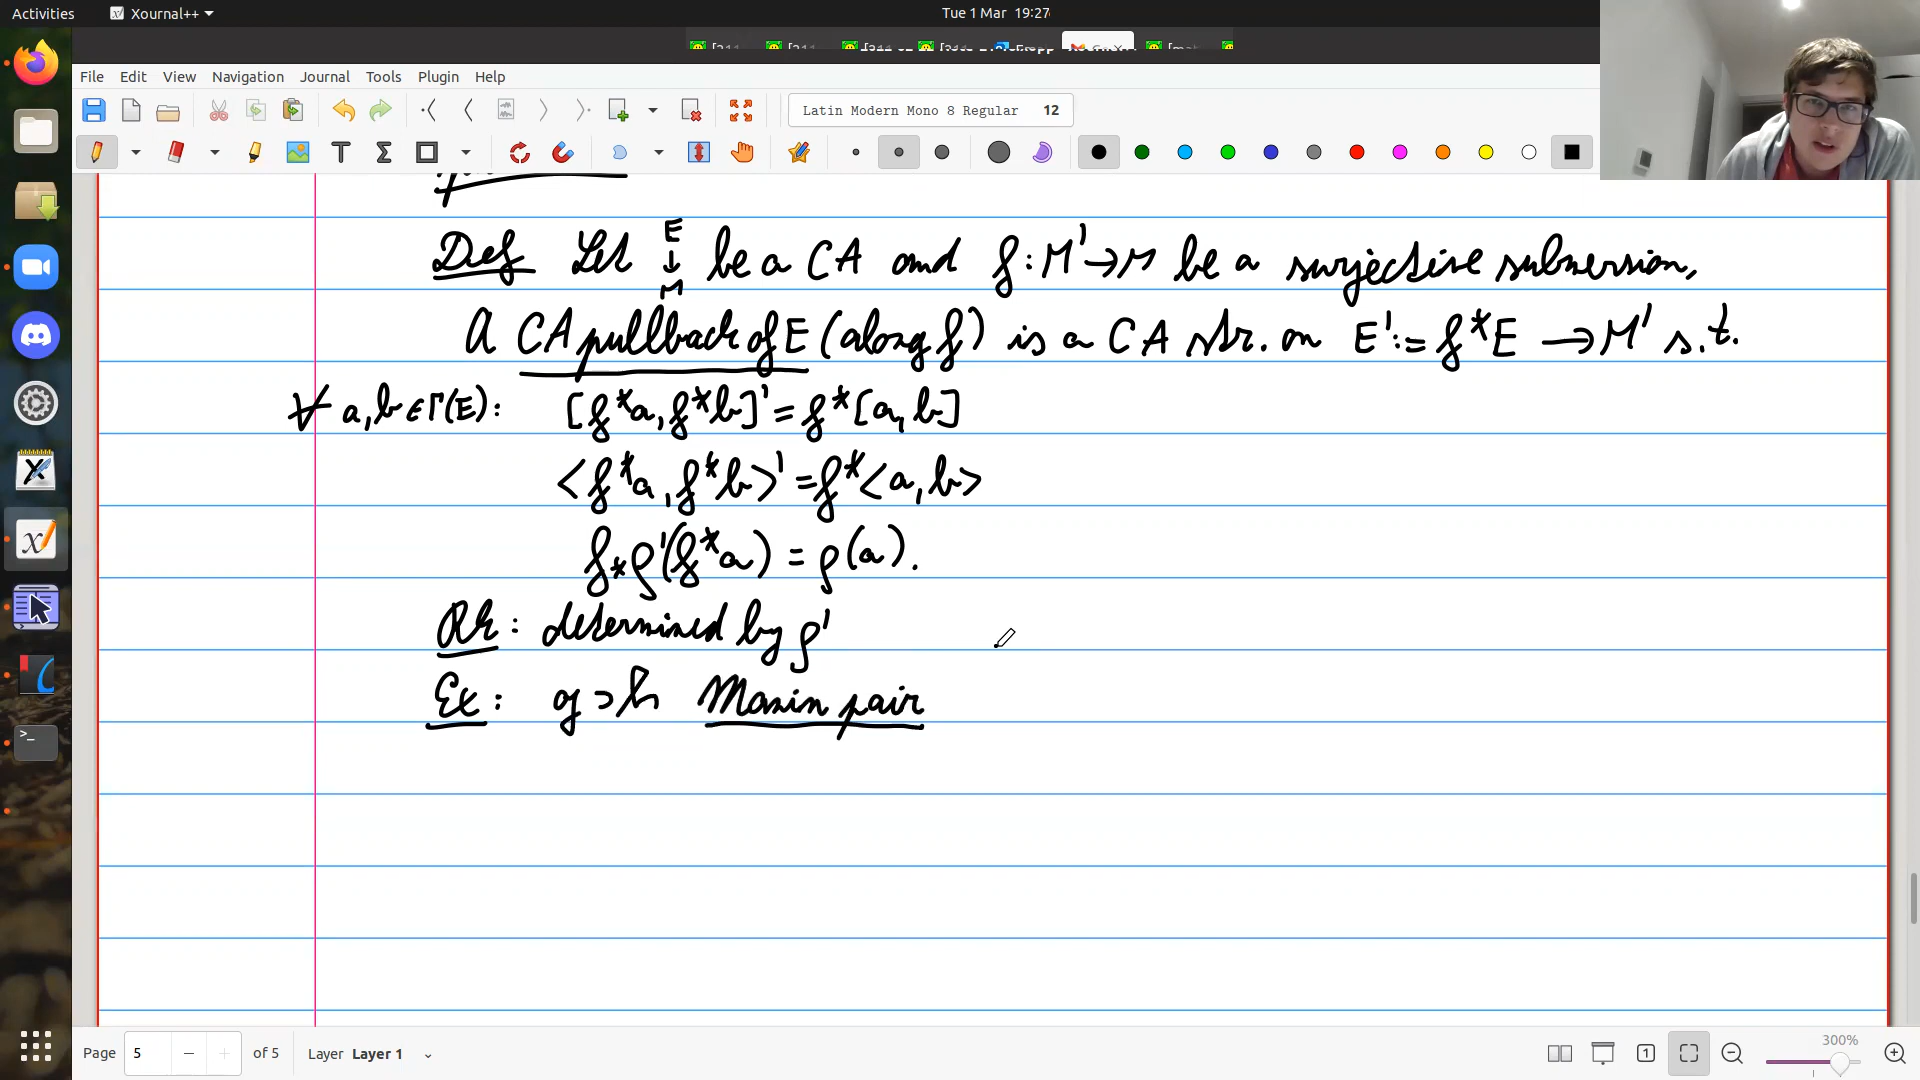 Activities Xournal++ Tue 1 Mar 19:27
File Edit View Navigation Journal Tools Plugin Help
Latin Modern Mono 8 Regular 12
Def Let E ↓ M be a CA and f: M' → M be a surjective submersion,
A CA pullback of E (along f) is a CA str. on E' := f*E → M' s.t.
∀ a, b ∈ Γ(E): [f*a, f*b]' = f*[a, b]
<f*a, f*b>' = f*<a, b>
f_* ρ'(f*a) = ρ(a).
Rk: determined by ρ'
Ex: 𝔤 ⊃ 𝔥 Manin pair
Page 5 of 5 Layer Layer 1 300%